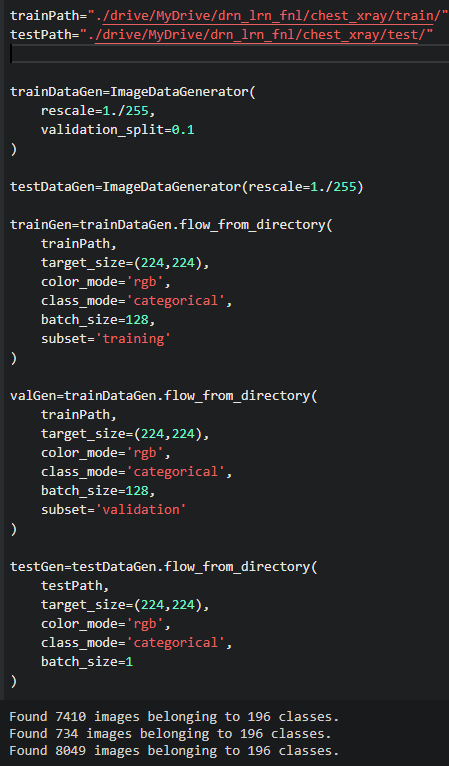 trainPath="./drive/MyDrive/drn_lrn_fnl/chest_xray/train/"
testPath="./drive/MyDrive/drn_lrn_fnl/chest_xray/test/"
trainDataGen=ImageDataGenerator(
rescale=1./255,
validation_split=0.1
)
testDataGen=ImageDataGenerator(rescale=1./255)
trainGen=trainDataGen.flow_from_directory(
trainPath,
target_size=(224,224),
color_mode='rgb',
class_mode='categorical',
batch_size=128,
subset='training'
)
valGen=trainDataGen.flow_from_directory(
trainPath,
target_size=(224,224),
color_mode='rgb',
class_mode='categorical',
batch_size=128,
subset='validation'
)
testGen=testDataGen.flow_from_directory(
testPath,
target_size=(224,224),
color_mode='rgb',
class_mode='categorical',
batch_size=1
)
Found 7410 images belonging to 196 classes.
Found 734 images belonging to 196 classes.
Found 8049 images belonging to 196 classes.